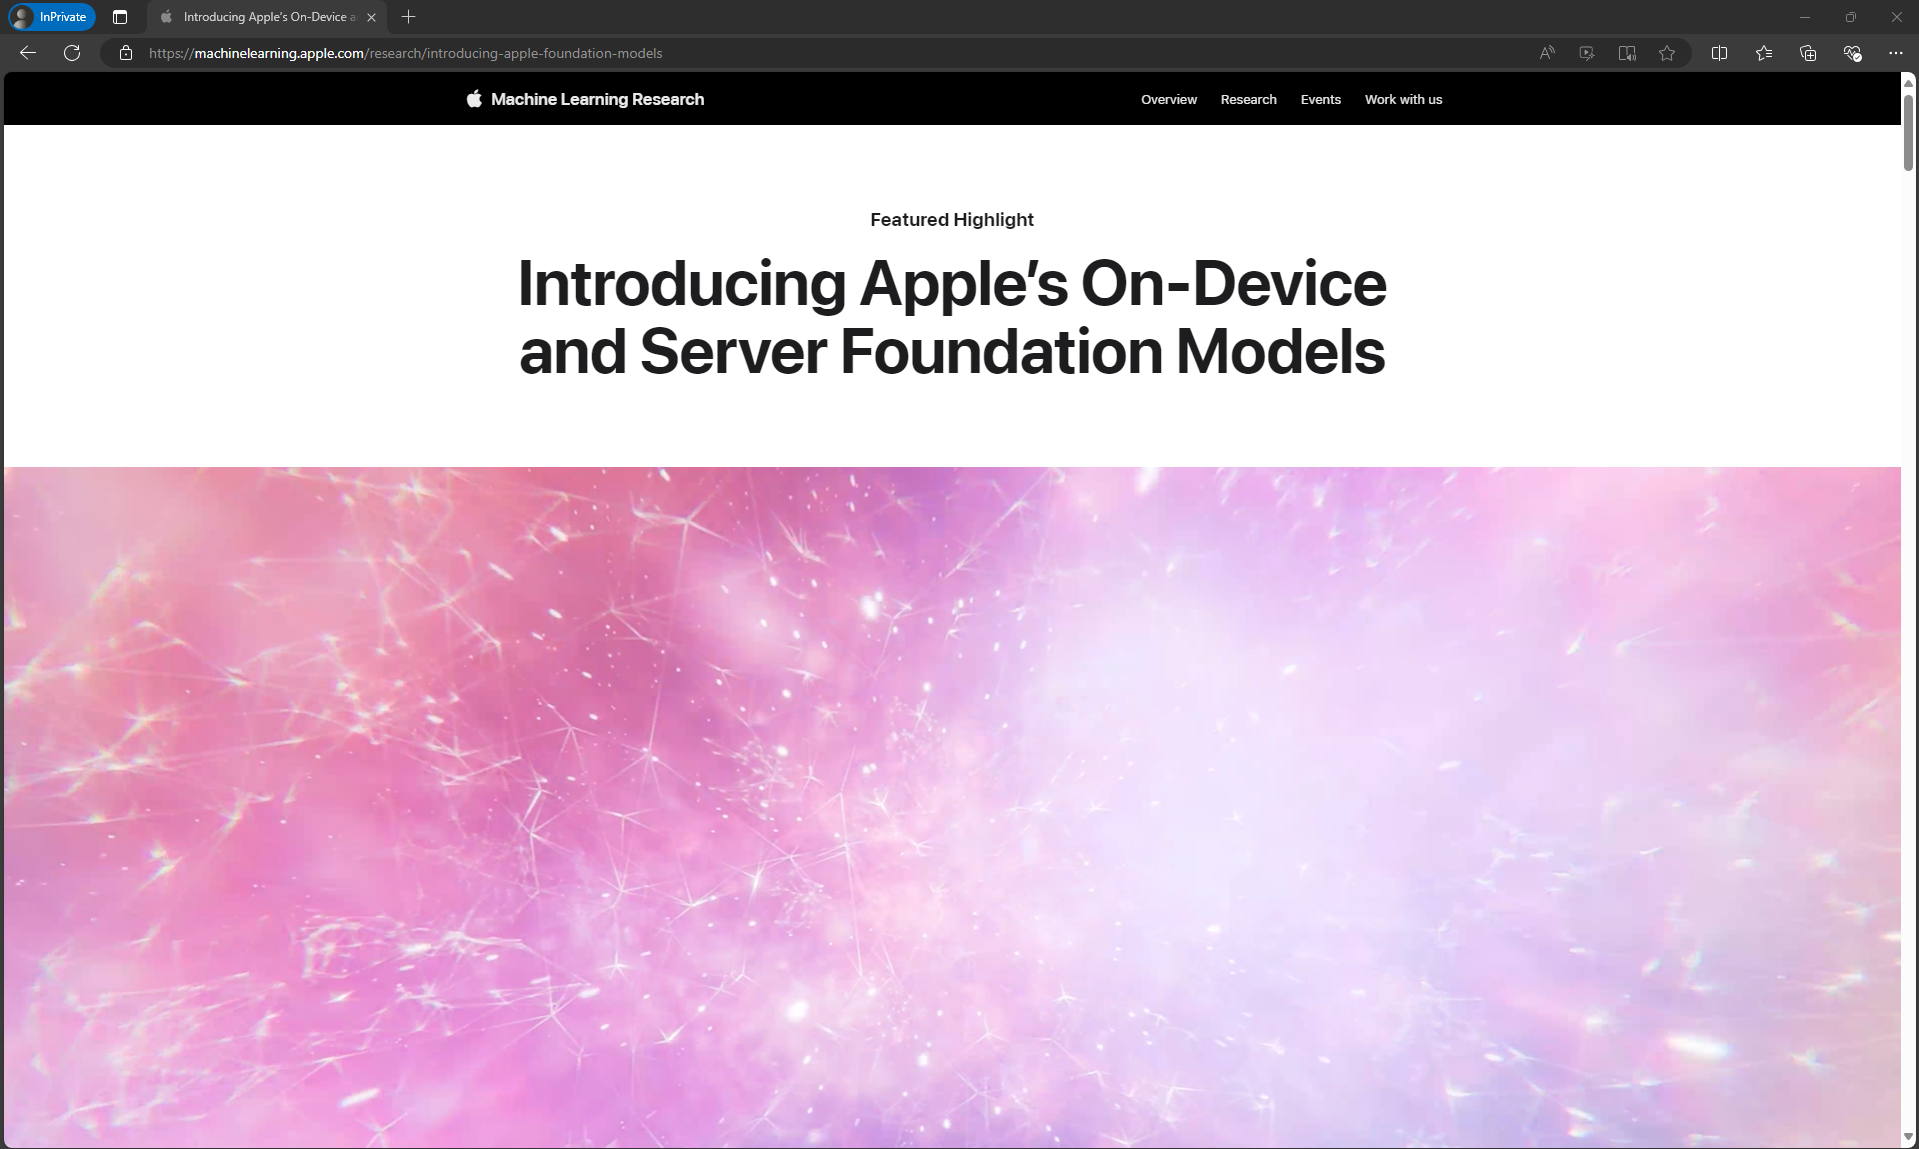 InPrivate
Introducing Apple's On-Device a
https://machinelearning.apple.com/research/introducing-apple-foundation-models
Machine Learning Research
Overview
Research
Events
Work with us
Featured Highlight
Introducing Apple’s On-Device
and Server Foundation Models